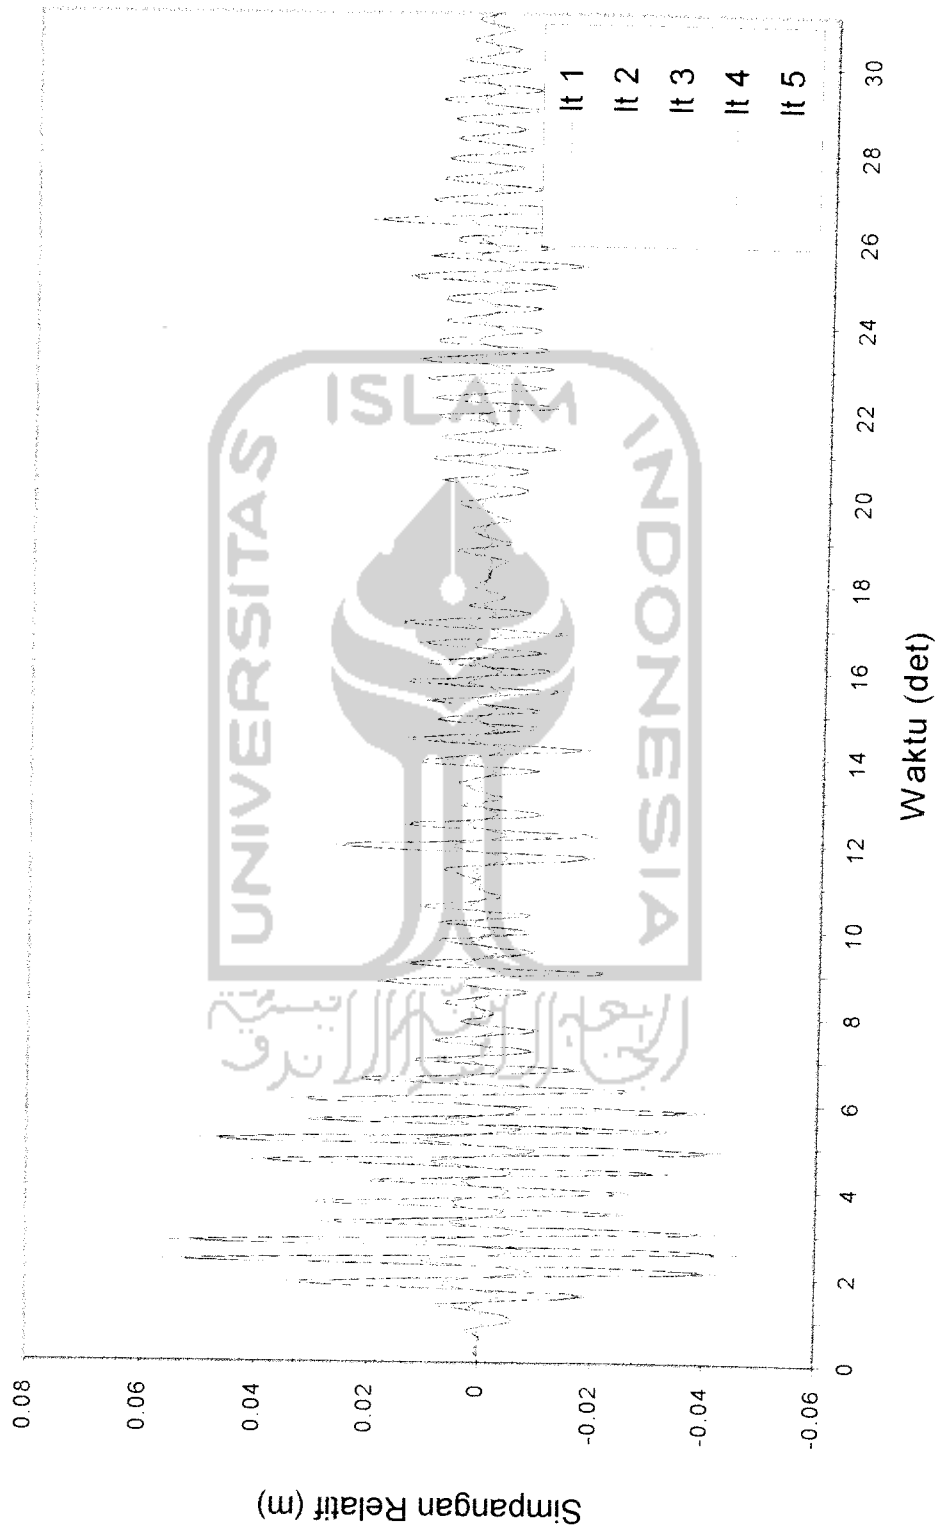 Simpangan Relatif (m)
0.08
0.06
0.04
0.02
0
-0.02
-0.04
-0.06
0 2 4 6 8 10 12 14 16 18 20 22 24 26 28 30
Waktu (det)
lt 1
lt 2
lt 3
lt 4
lt 5
UNIVERSITAS
ISLAM
INDONESIA